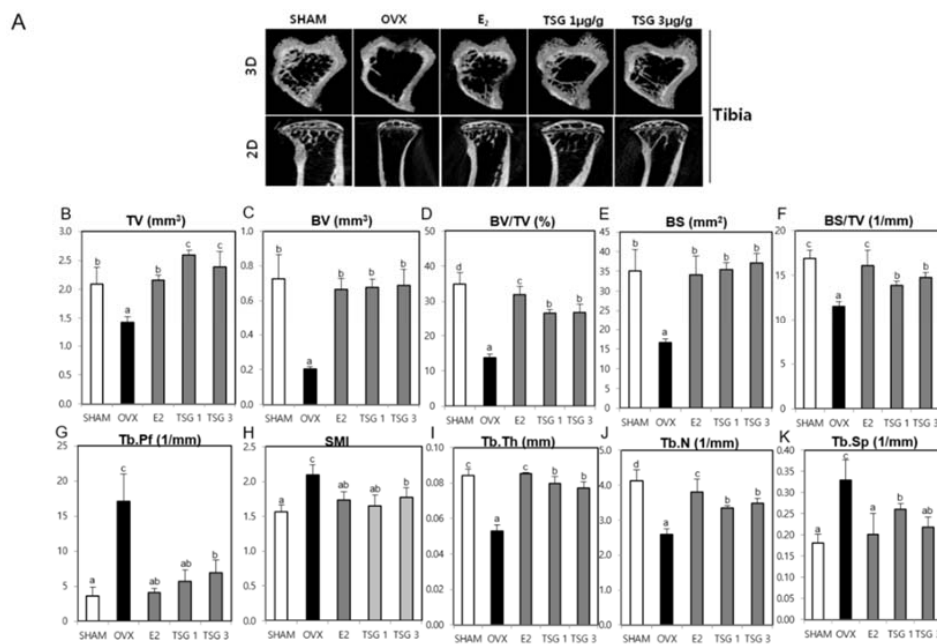 A
SHAM OVX E₂ TSG 1µg/g TSG 3µg/g
3D
2D
Tibia
B TV (mm³)
3.0
2.5
2.0
1.5
1.0
0.5
0.0
b a b c c
SHAM OVX E2 TSG 1 TSG 3
C BV (mm³)
1.0
0.8
0.6
0.4
0.2
0.0
b a b b b
SHAM OVX E2 TSG 1 TSG 3
D BV/TV (%)
50
40
30
20
10
0
d a c b b
SHAM OVX E2 TSG 1 TSG 3
E BS (mm²)
45
40
35
30
25
20
15
10
5
0
b a b b b
SHAM OVX E2 TSG 1 TSG 3
F BS/TV (1/mm)
20
15
10
5
0
c a c b b
SHAM OVX E2 TSG 1 TSG 3
G Tb.Pf (1/mm)
25
20
15
10
5
0
a c ab ab b
SHAM OVX E2 TSG 1 TSG 3
H SMI
2.5
2.0
1.5
1.0
0.5
0.0
a c ab ab b
SHAM OVX E2 TSG 1 TSG 3
I Tb.Th (mm)
0.10
0.08
0.06
0.04
0.02
0.00
c a c b b
SHAM OVX E2 TSG 1 TSG 3
J Tb.N (1/mm)
5.0
4.0
3.0
2.0
1.0
0.0
d a c b b
SHAM OVX E2 TSG 1 TSG 3
K Tb.Sp (1/mm)
0.40
0.35
0.30
0.25
0.20
0.15
0.10
0.05
0.00
a c a b ab
SHAM OVX E2 TSG 1 TSG 3